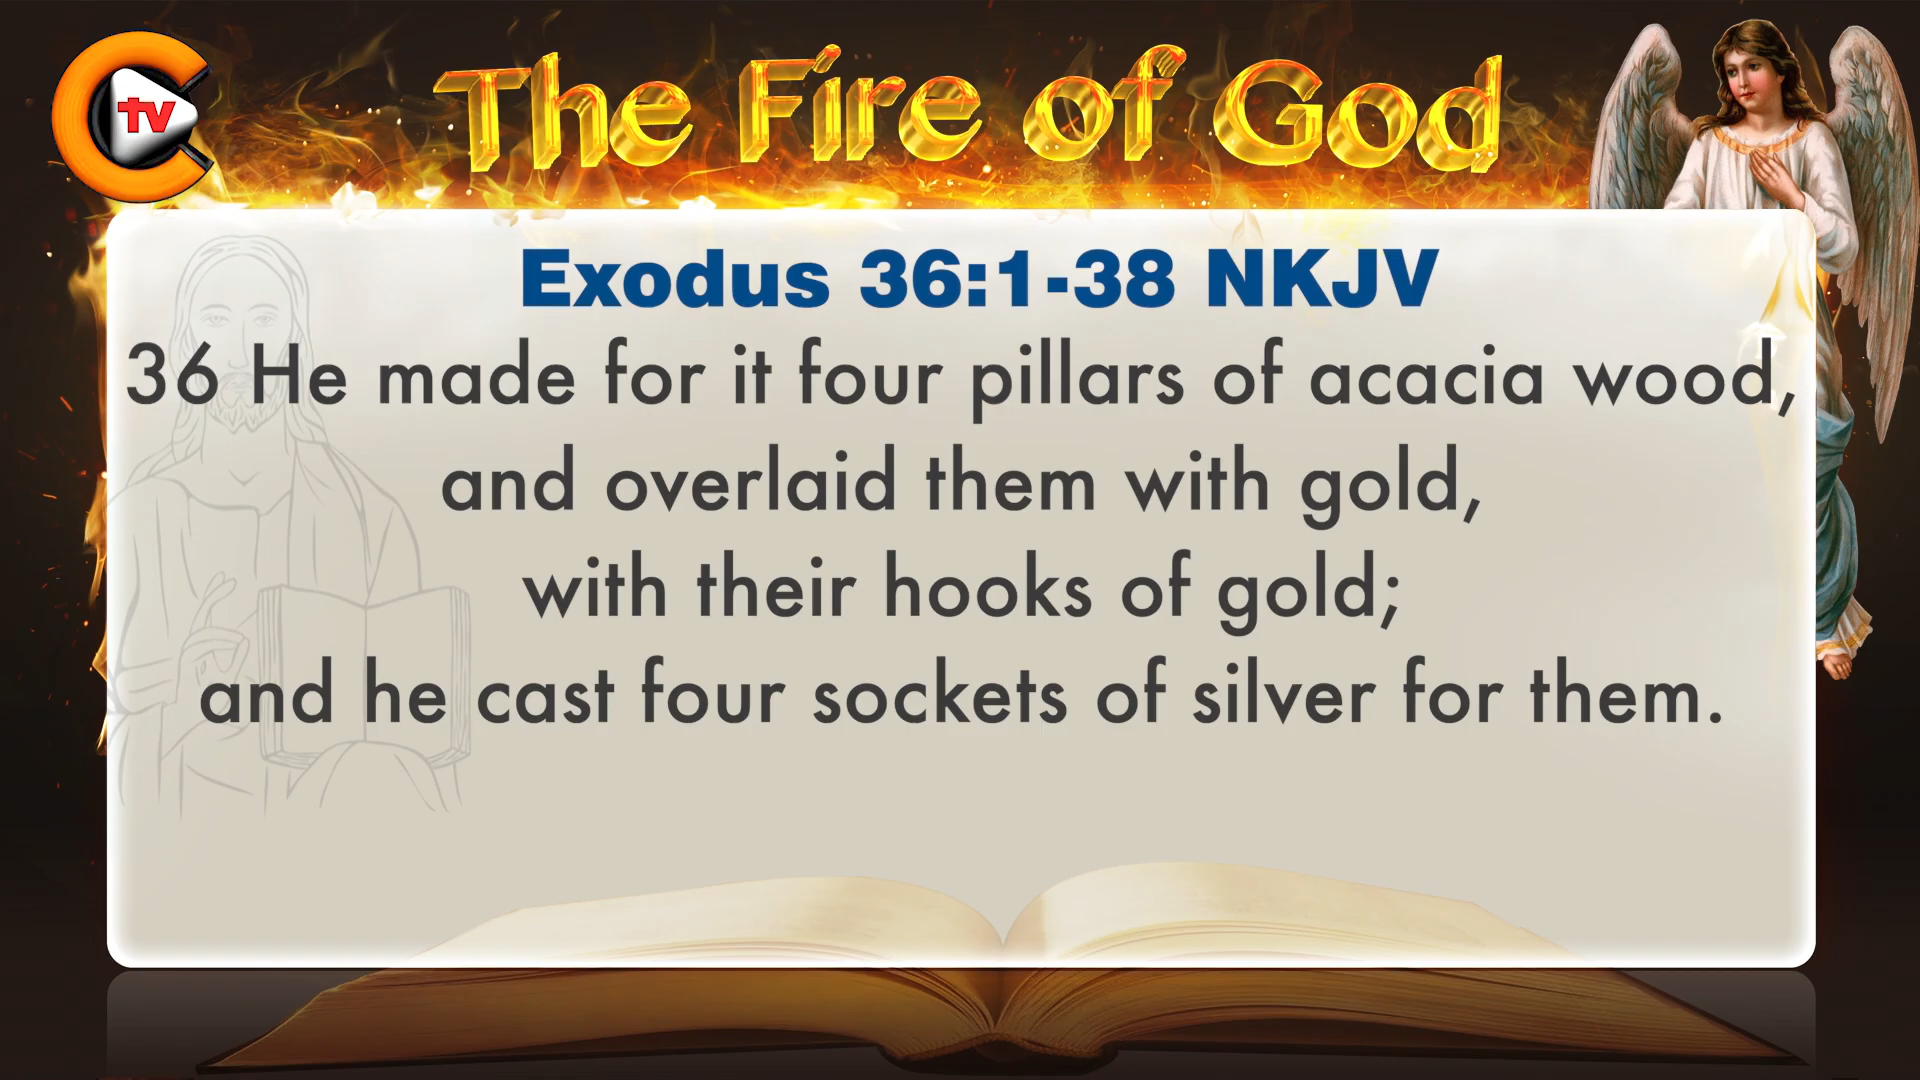 tv
The Fire of God
Exodus 36:1-38 NKJV
36 He made for it four pillars of acacia wood,
and overlaid them with gold,
with their hooks of gold;
and he cast four sockets of silver for them.